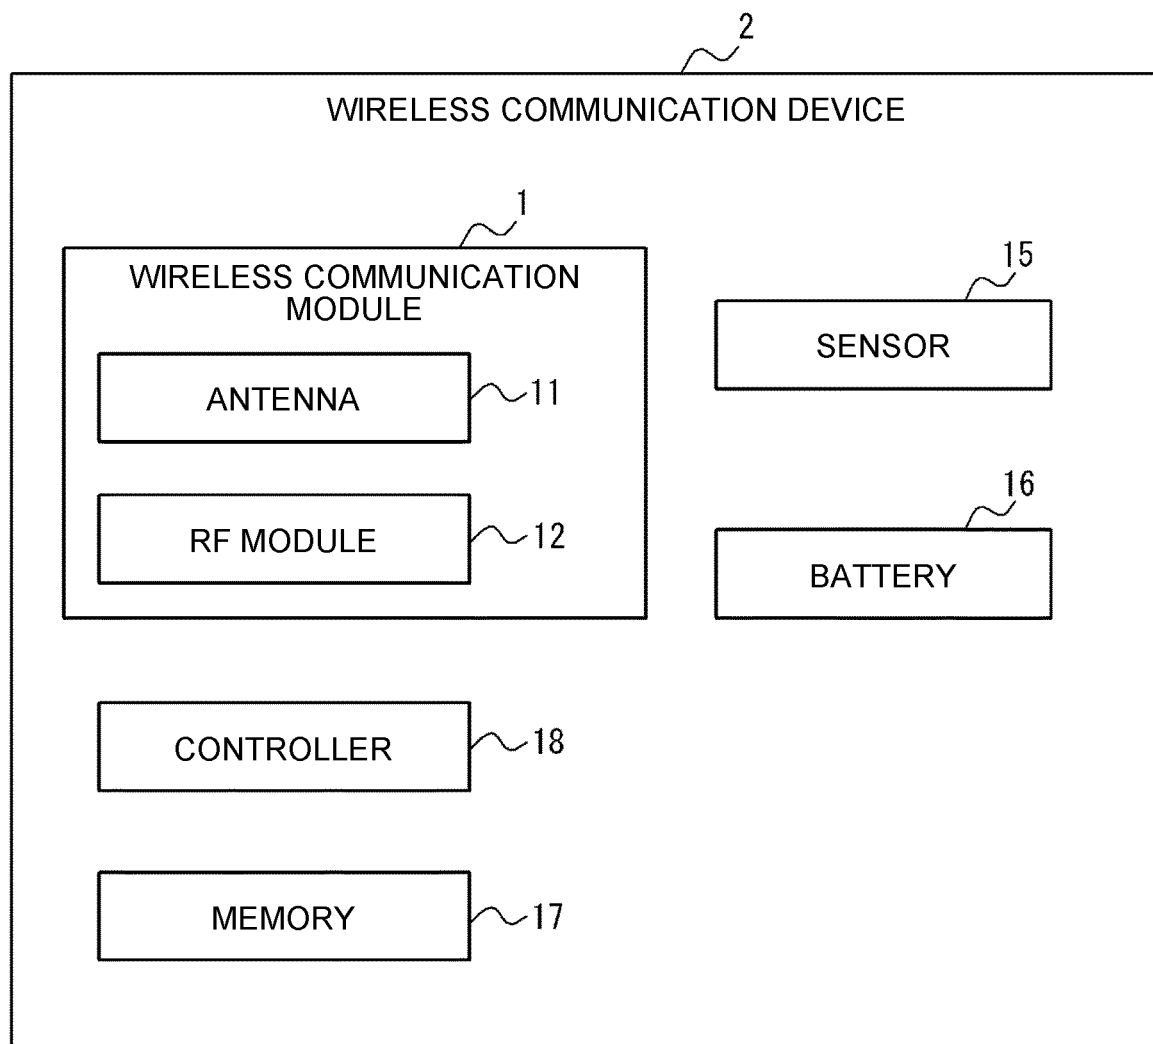 2
WIRELESS COMMUNICATION DEVICE
1
WIRELESS COMMUNICATION
MODULE
ANTENNA
11
RF MODULE
12
15
SENSOR
16
BATTERY
CONTROLLER
18
MEMORY
17